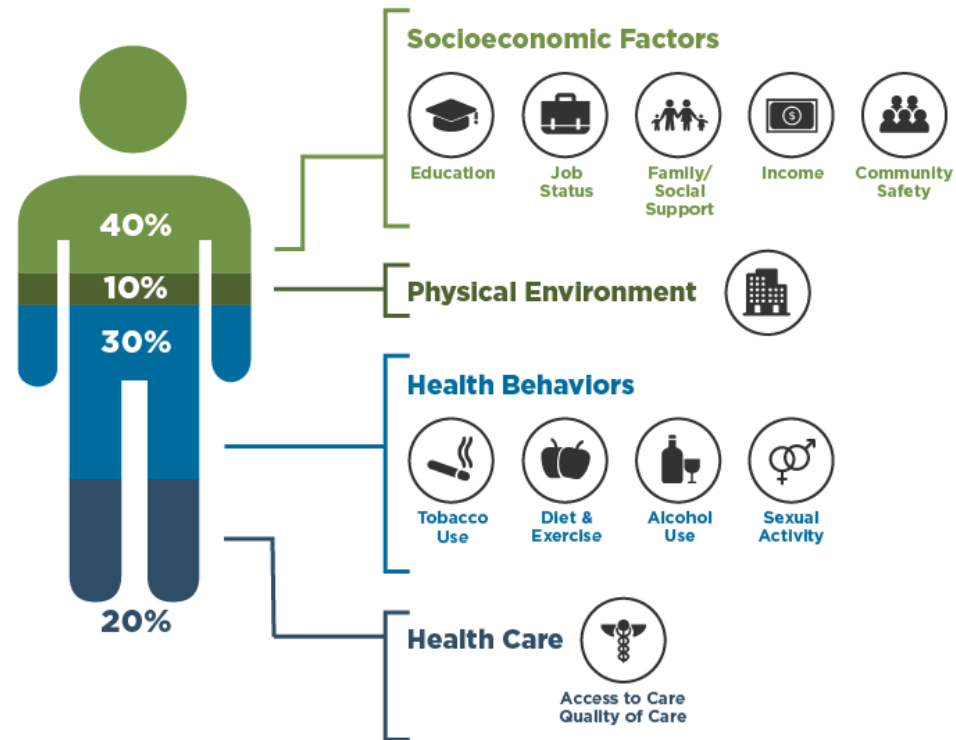 Socioeconomic Factors
Education
Job
Status
Family/
Social
Support
Income
Community
Safety
40%
10%
Physical Environment
30%
Health Behaviors
Tobacco
Use
Diet &
Exercise
Alcohol
Use
Sexual
Activity
20%
Health Care
$
Access to Care
Quality of Care